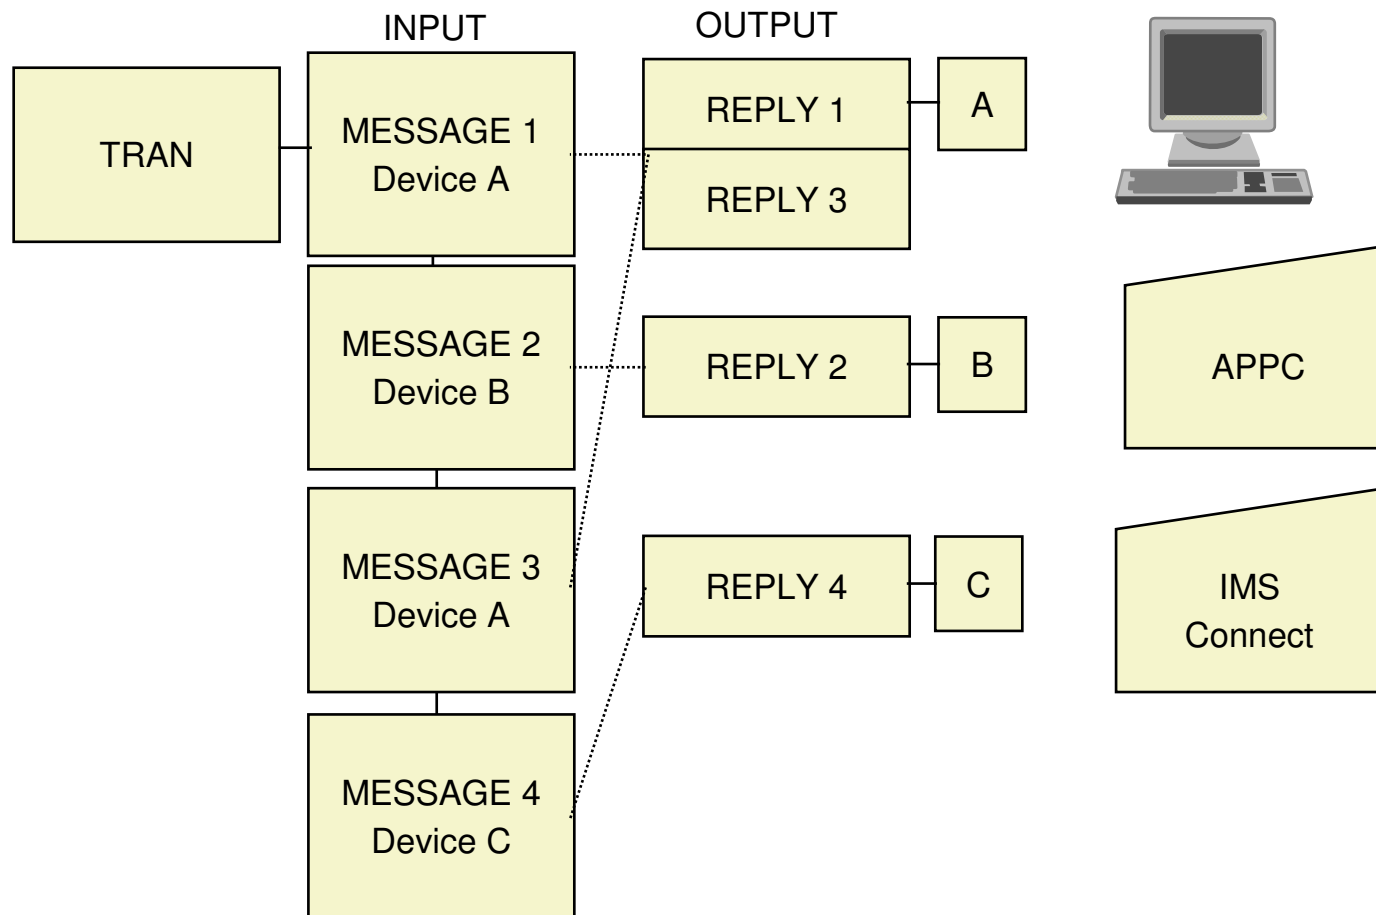 INPUT
OUTPUT
TRAN
MESSAGE 1
Device A
REPLY 1
A
REPLY 3
MESSAGE 2
Device B
REPLY 2
B
APPC
MESSAGE 3
Device A
REPLY 4
C
IMS
Connect
MESSAGE 4
Device C